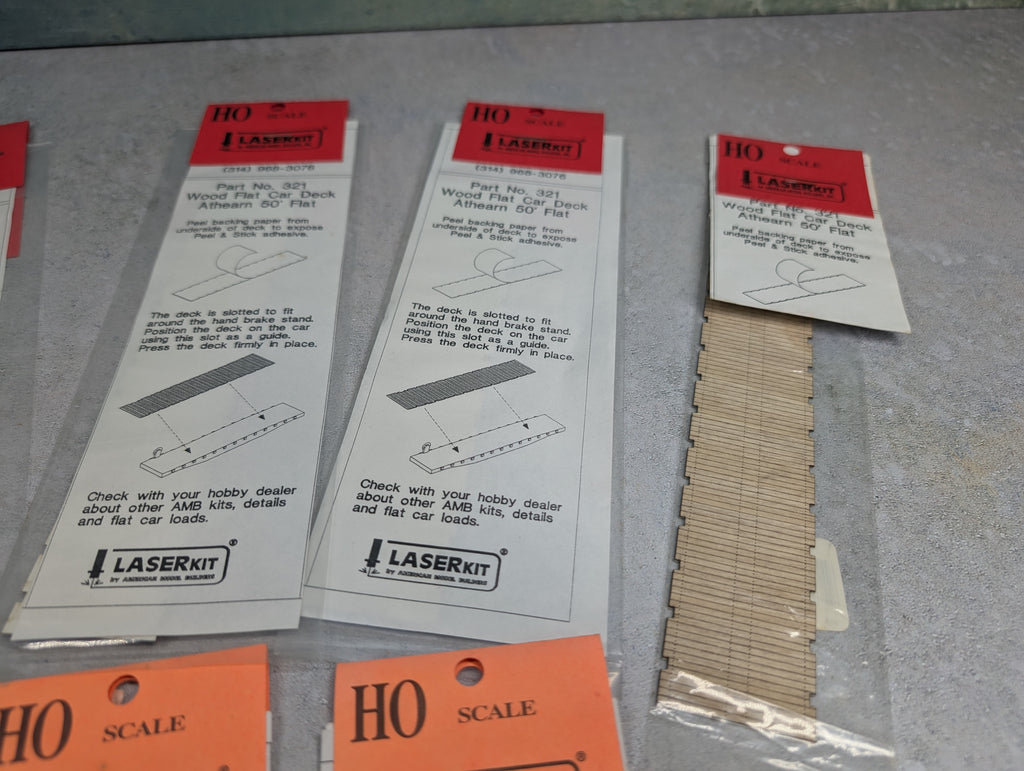 HO
SCALE
LASERKIT
(314) 968-3076
Part No. 321
Wood Flat Car Deck
Athearn 50' Flat
Peel backing paper from
underside of deck to expose
Peel & Stick adhesive.
The deck is slotted to fit
around the hand brake stand.
Position the deck on the car
using this slot as a guide.
Press the deck firmly in place.
Check with your hobby dealer
about other AMB kits, details
and flat car loads.
LASERKIT®
BY AMERICAN MODEL BUILDERS
HO
SCALE
LASERKIT
(314) 968-3076
Part No. 321
Wood Flat Car Deck
Athearn 50' Flat
Peel backing paper from
underside of deck to expose
Peel & Stick adhesive.
The deck is slotted to fit
around the hand brake stand.
Position the deck on the car
using this slot as a guide.
Press the deck firmly in place.
Check with your hobby dealer
about other AMB kits, details
and flat car loads.
LASERKIT®
BY AMERICAN MODEL BUILDERS
HO
SCALE
LASERKIT
Part No. 321
Wood Flat Car Deck
Athearn 50' Flat
Peel backing paper from
underside of deck to expose
Peel & Stick adhesive.
HO
SCALE
HO
SCALE